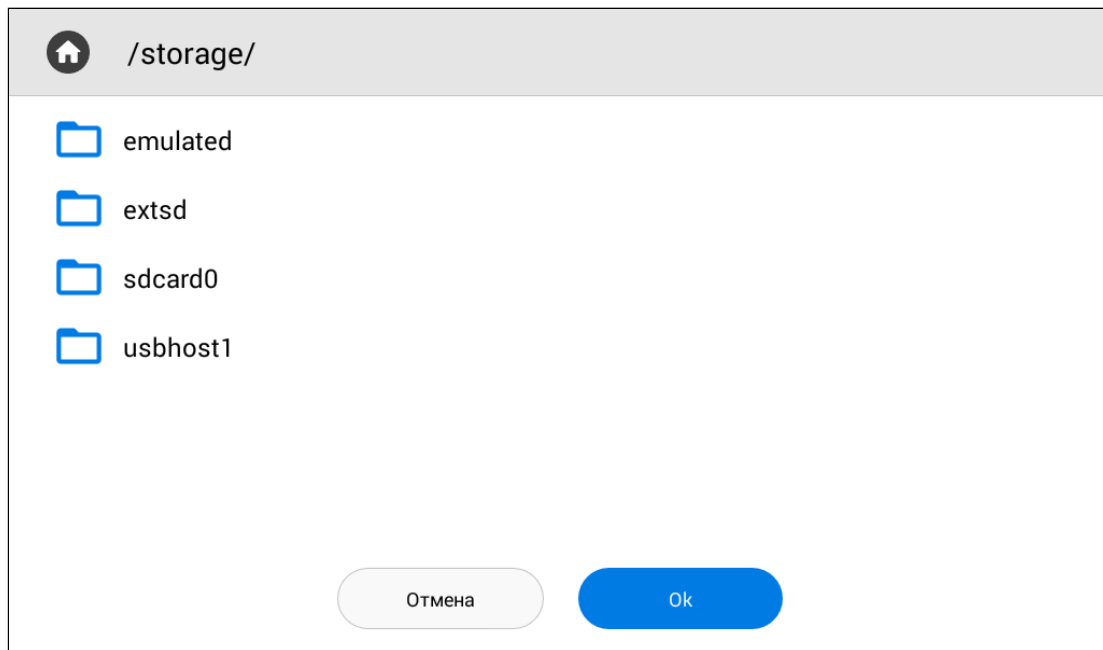 /storage/
emulated
extsd
sdcard0
usbhost1
Отмена
Ok